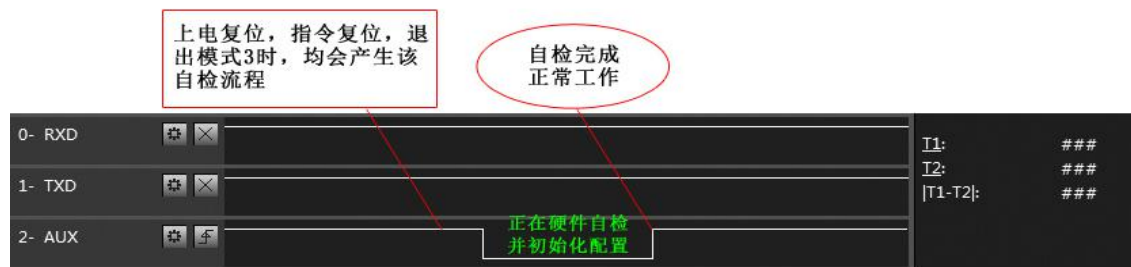 上电复位，指令复位，退
出模式3时，均会产生该
自检流程
自检完成
正常工作
0- RXD
T1: ###
T2: ###
1- TXD
|T1-T2|: ###
正在硬件自检
2- AUX
并初始化配置